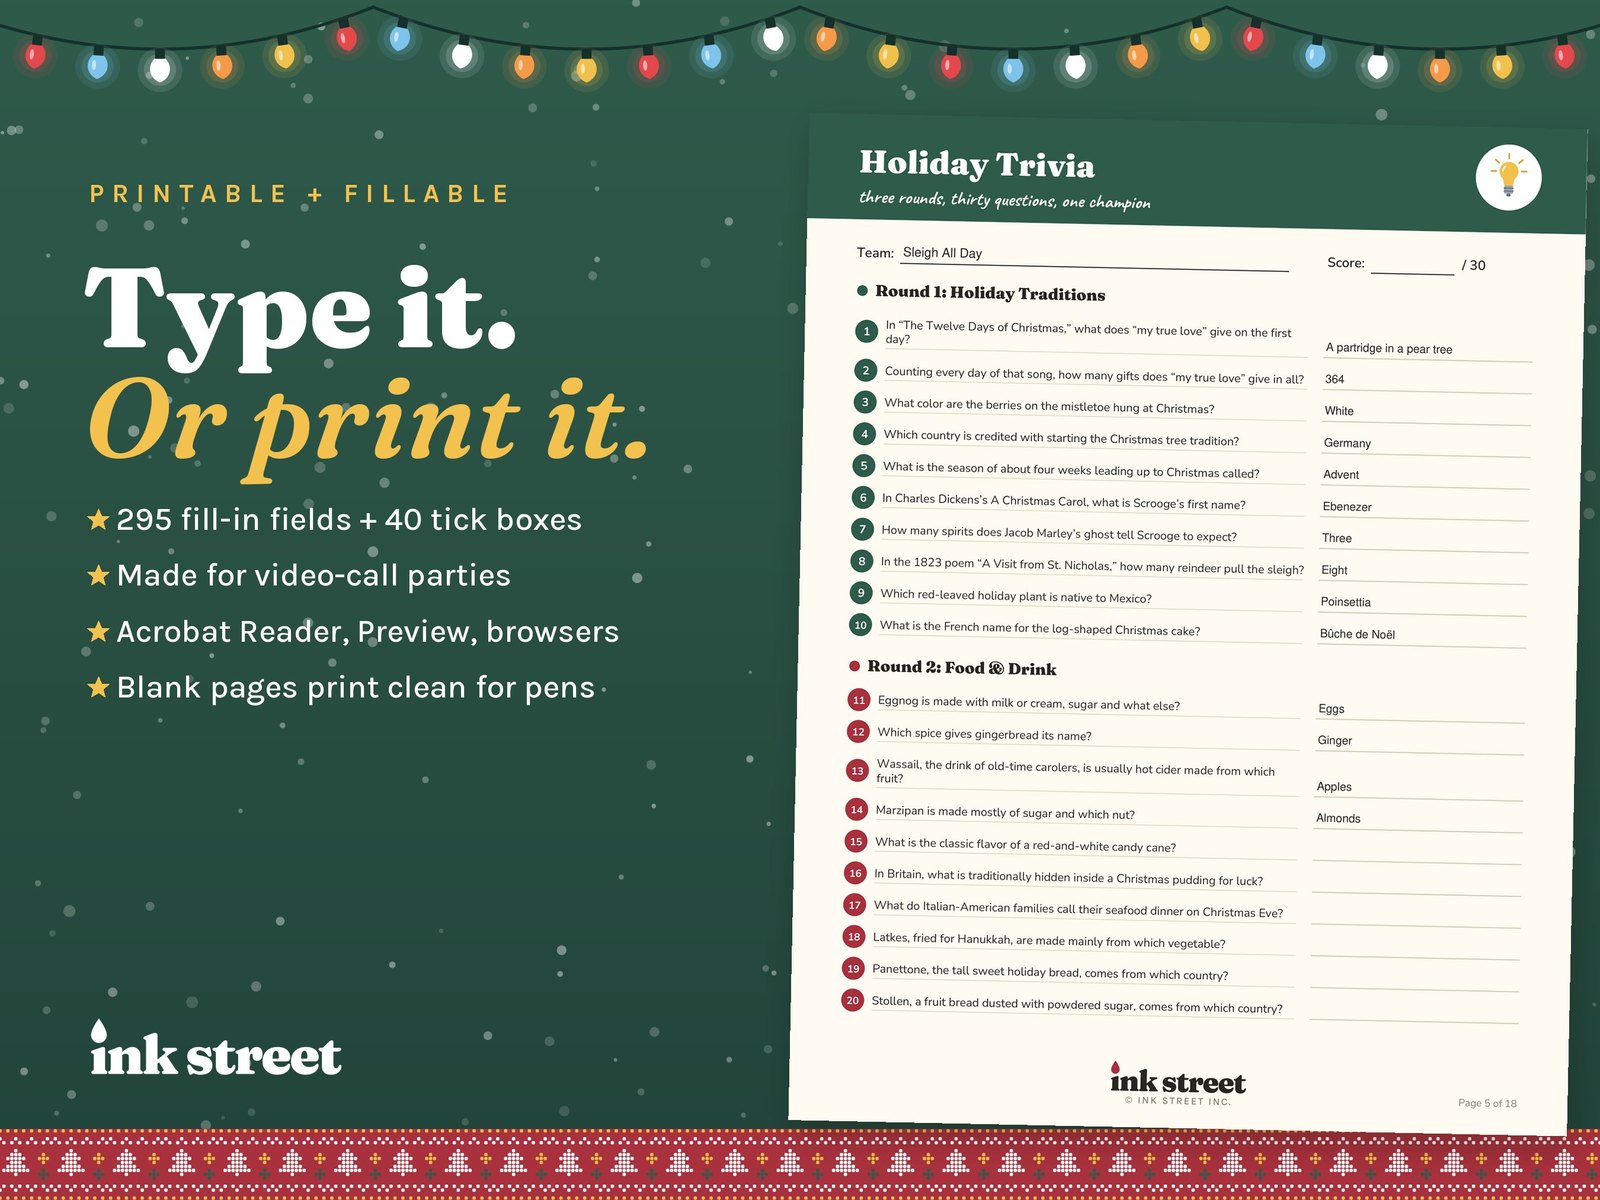 PRINTABLE + FILLABLE
Type it.
Or print it.
295 fill-in fields + 40 tick boxes
Made for video-call parties
Acrobat Reader, Preview, browsers
Blank pages print clean for pens
ink street
Holiday Trivia
three rounds, thirty questions, one champion
Team: Sleigh All Day Score: / 30
Round 1: Holiday Traditions
1 In “The Twelve Days of Christmas,” what does “my true love” give on the first
day?
A partridge in a pear tree
2 Counting every day of that song, how many gifts does “my true love” give in all? 364
3 What color are the berries on the mistletoe hung at Christmas? White
4 Which country is credited with starting the Christmas tree tradition? Germany
5 What is the season of about four weeks leading up to Christmas called? Advent
6 In Charles Dickens’s A Christmas Carol, what is Scrooge’s first name? Ebenezer
7 How many spirits does Jacob Marley’s ghost tell Scrooge to expect? Three
8 In the 1823 poem “A Visit from St. Nicholas,” how many reindeer pull the sleigh? Eight
9 Which red-leaved holiday plant is native to Mexico? Poinsettia
10 What is the French name for the log-shaped Christmas cake? Bûche de Noël
Round 2: Food & Drink
11 Eggnog is made with milk or cream, sugar and what else? Eggs
12 Which spice gives gingerbread its name? Ginger
13 Wassail, the drink of old-time carolers, is usually hot cider made from which
fruit?
Apples
14 Marzipan is made mostly of sugar and which nut? Almonds
15 What is the classic flavor of a red-and-white candy cane?
16 In Britain, what is traditionally hidden inside a Christmas pudding for luck?
17 What do Italian-American families call their seafood dinner on Christmas Eve?
18 Latkes, fried for Hanukkah, are made mainly from which vegetable?
19 Panettone, the tall sweet holiday bread, comes from which country?
20 Stollen, a fruit bread dusted with powdered sugar, comes from which country?
ink street
© INK STREET INC.
Page 5 of 18